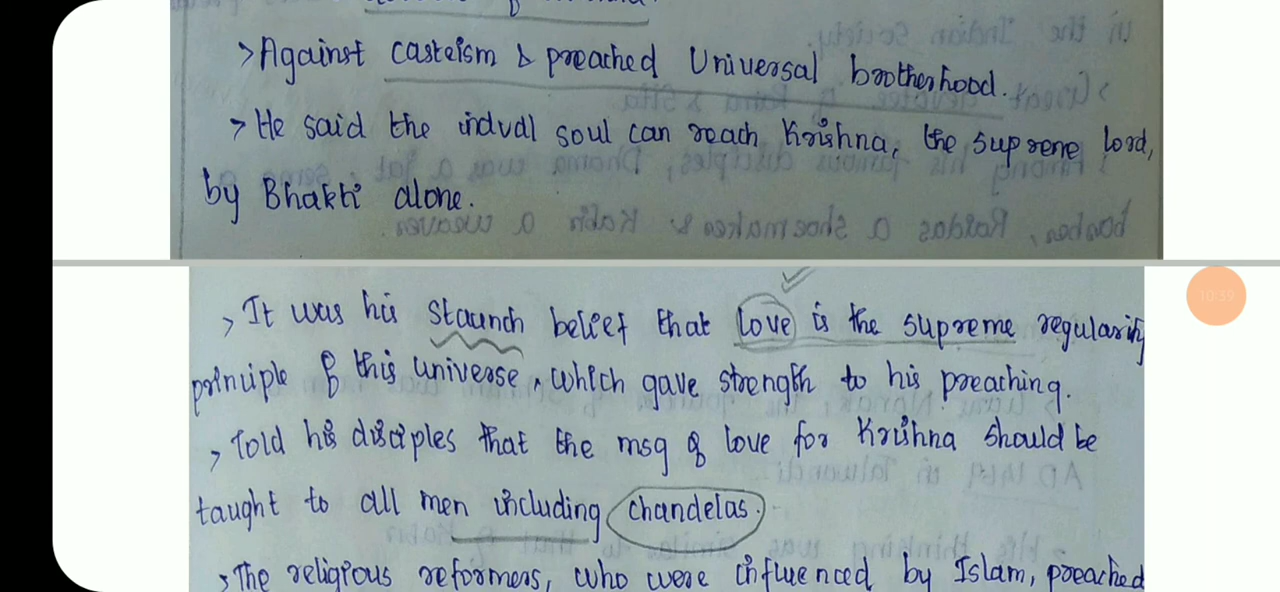 > Against casteism & preached Universal brotherhood.
> He said the indvdl soul can reach Krishna, the supreme Lord,
by Bhakti alone.
10:39
> It was his staunch belief that love is the supreme regularity
principle of this universe, which gave strength to his preaching.
> Told his disciples that the msg of love for Krishna should be
taught to all men including chandelas.
> The religious reformers, who were influenced by Islam, preached